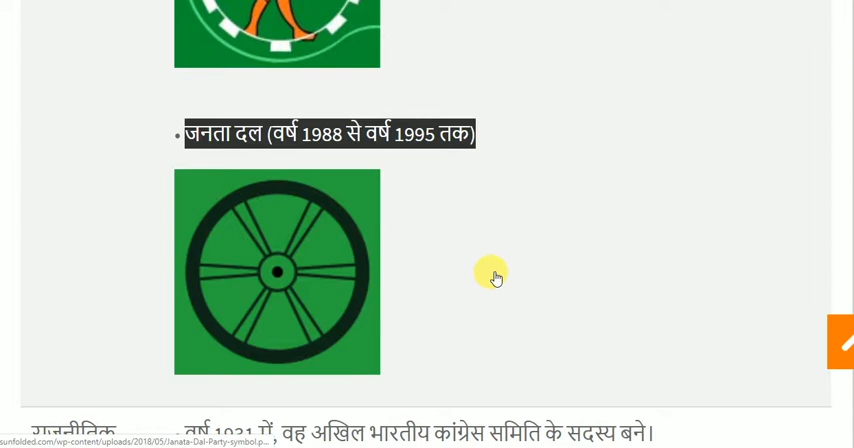 • जनता दल (वर्ष 1988 से वर्ष 1995 तक)
• वर्ष 1931 में, वह अखिल भारतीय कांग्रेस समिति के सदस्य बने।
राजनीतिक
sunfolded.com/wp-content/uploads/2018/05/Janata-Dal-Party-symbol.p...